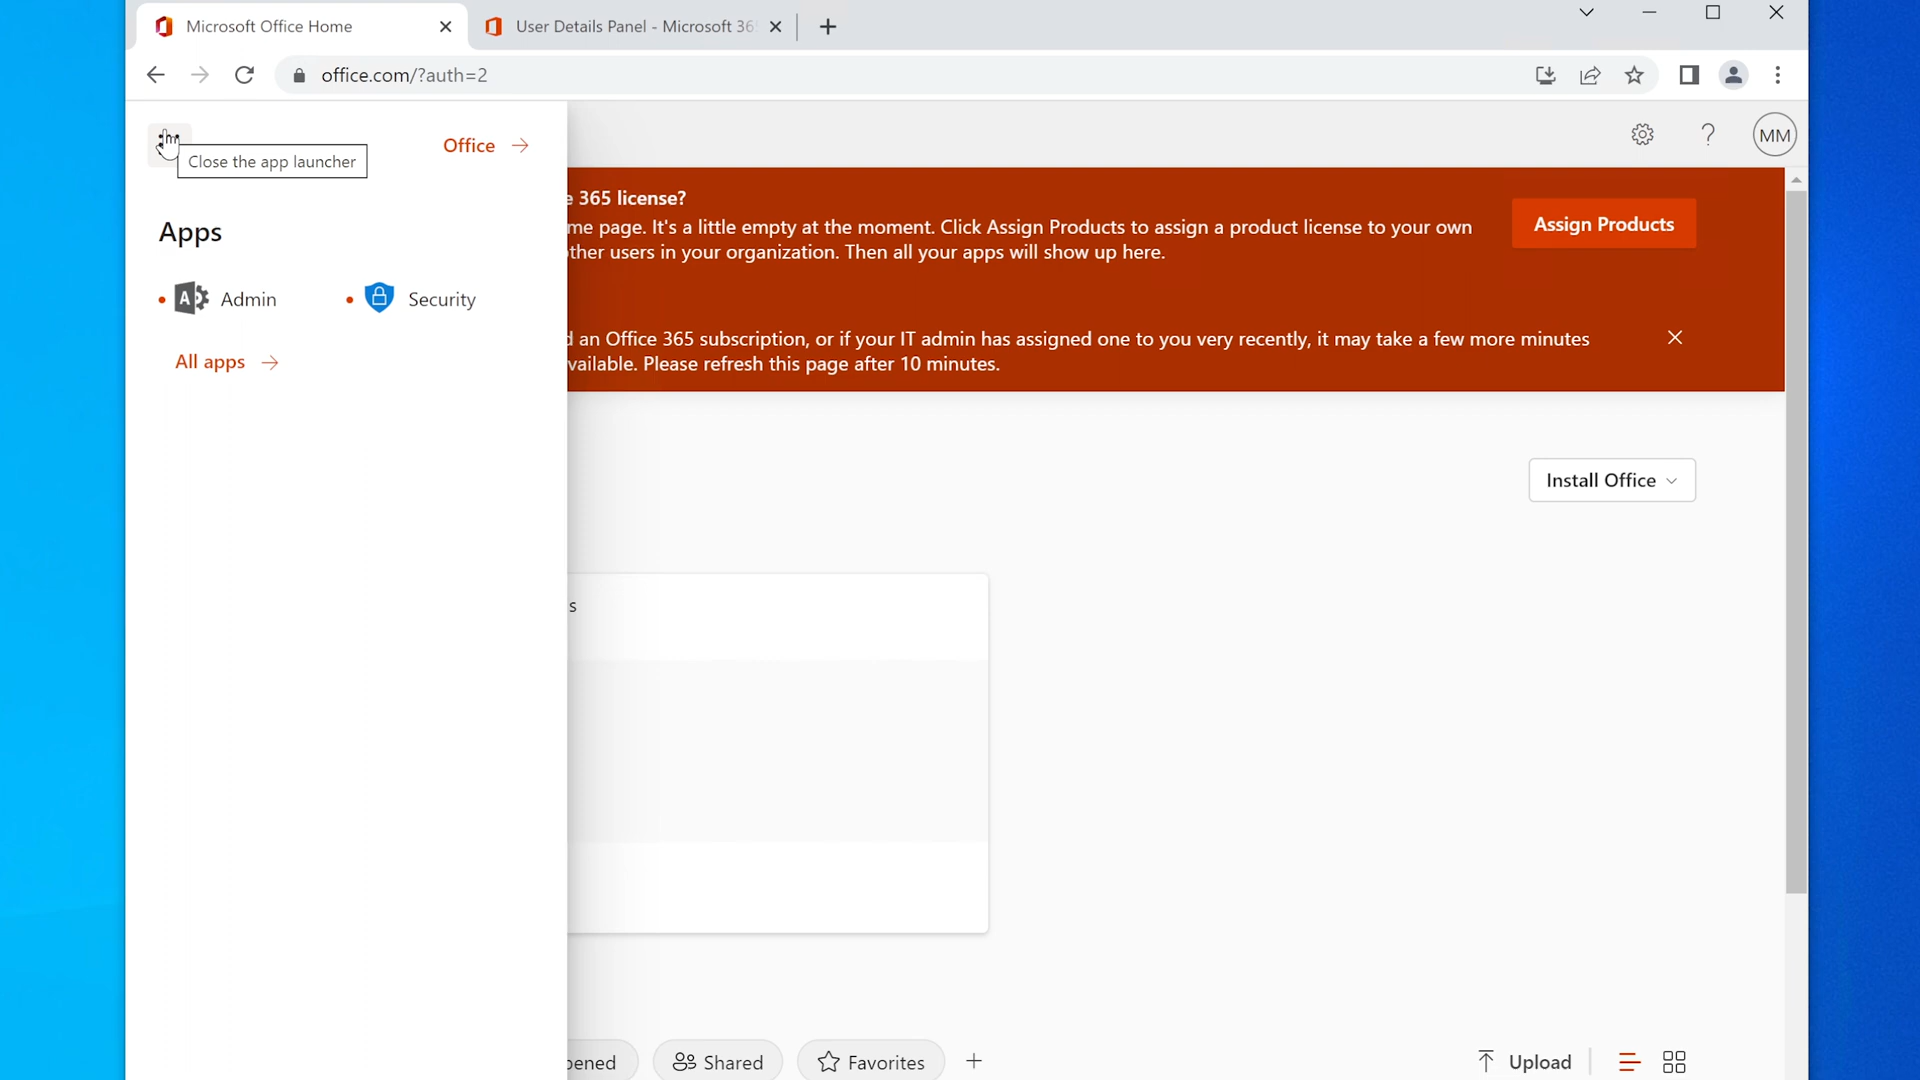 Microsoft Office Home
User Details Panel - Microsoft 36
office.com/?auth=2
Office
Close the app launcher
MM
e 365 license?
me page. It's a little empty at the moment. Click Assign Products to assign a product license to your own
ther users in your organization. Then all your apps will show up here.
Assign Products
Apps
Admin
Security
d an Office 365 subscription, or if your IT admin has assigned one to you very recently, it may take a few more minutes
vailable. Please refresh this page after 10 minutes.
All apps
Install Office
s
pened
Shared
Favorites
Upload